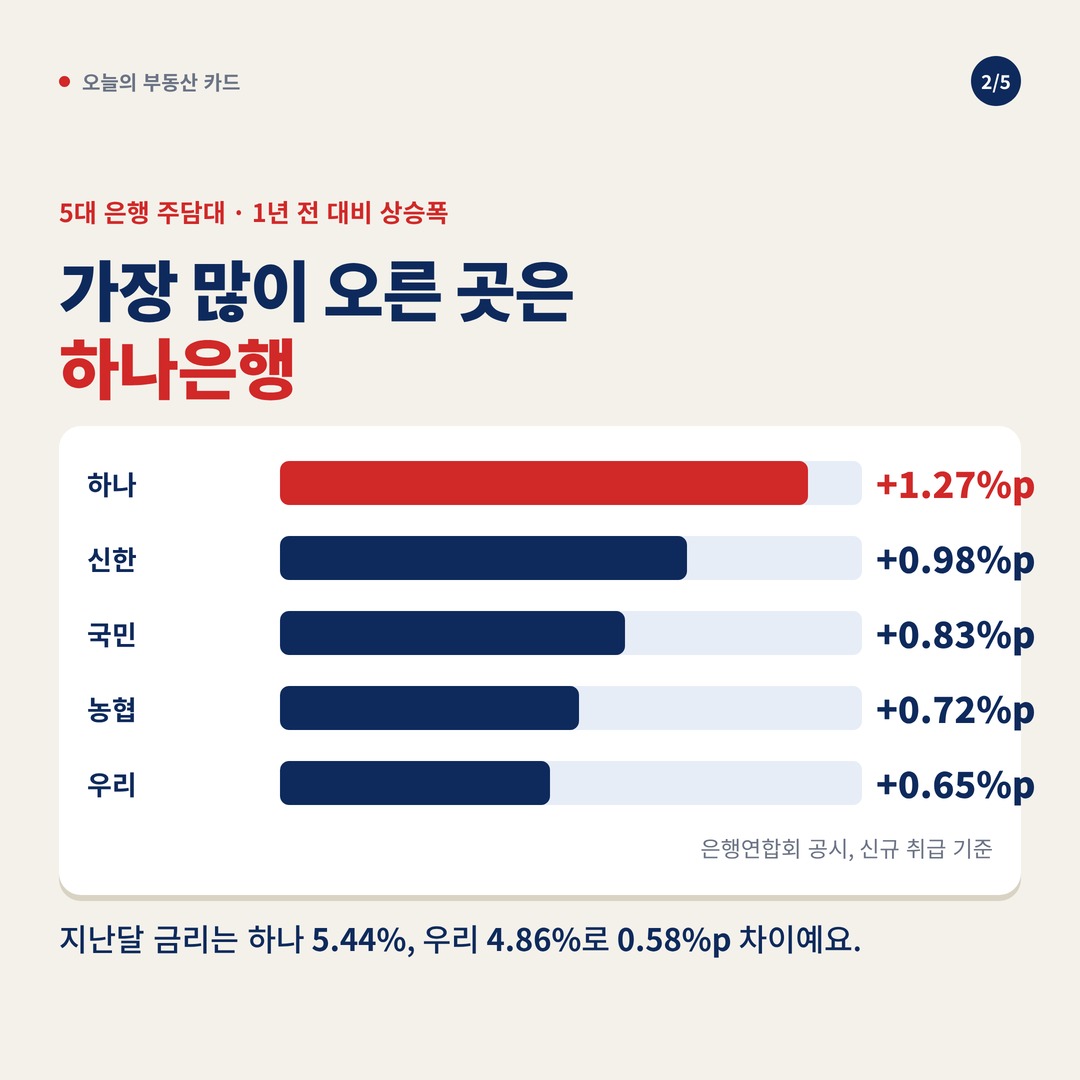 오늘의 부동산 카드
2/5
5대 은행 주담대 · 1년 전 대비 상승폭
가장 많이 오른 곳은
하나은행
하나 +1.27%p
신한 +0.98%p
국민 +0.83%p
농협 +0.72%p
우리 +0.65%p
은행연합회 공시, 신규 취급 기준
지난달 금리는 하나 5.44%, 우리 4.86%로 0.58%p 차이예요.